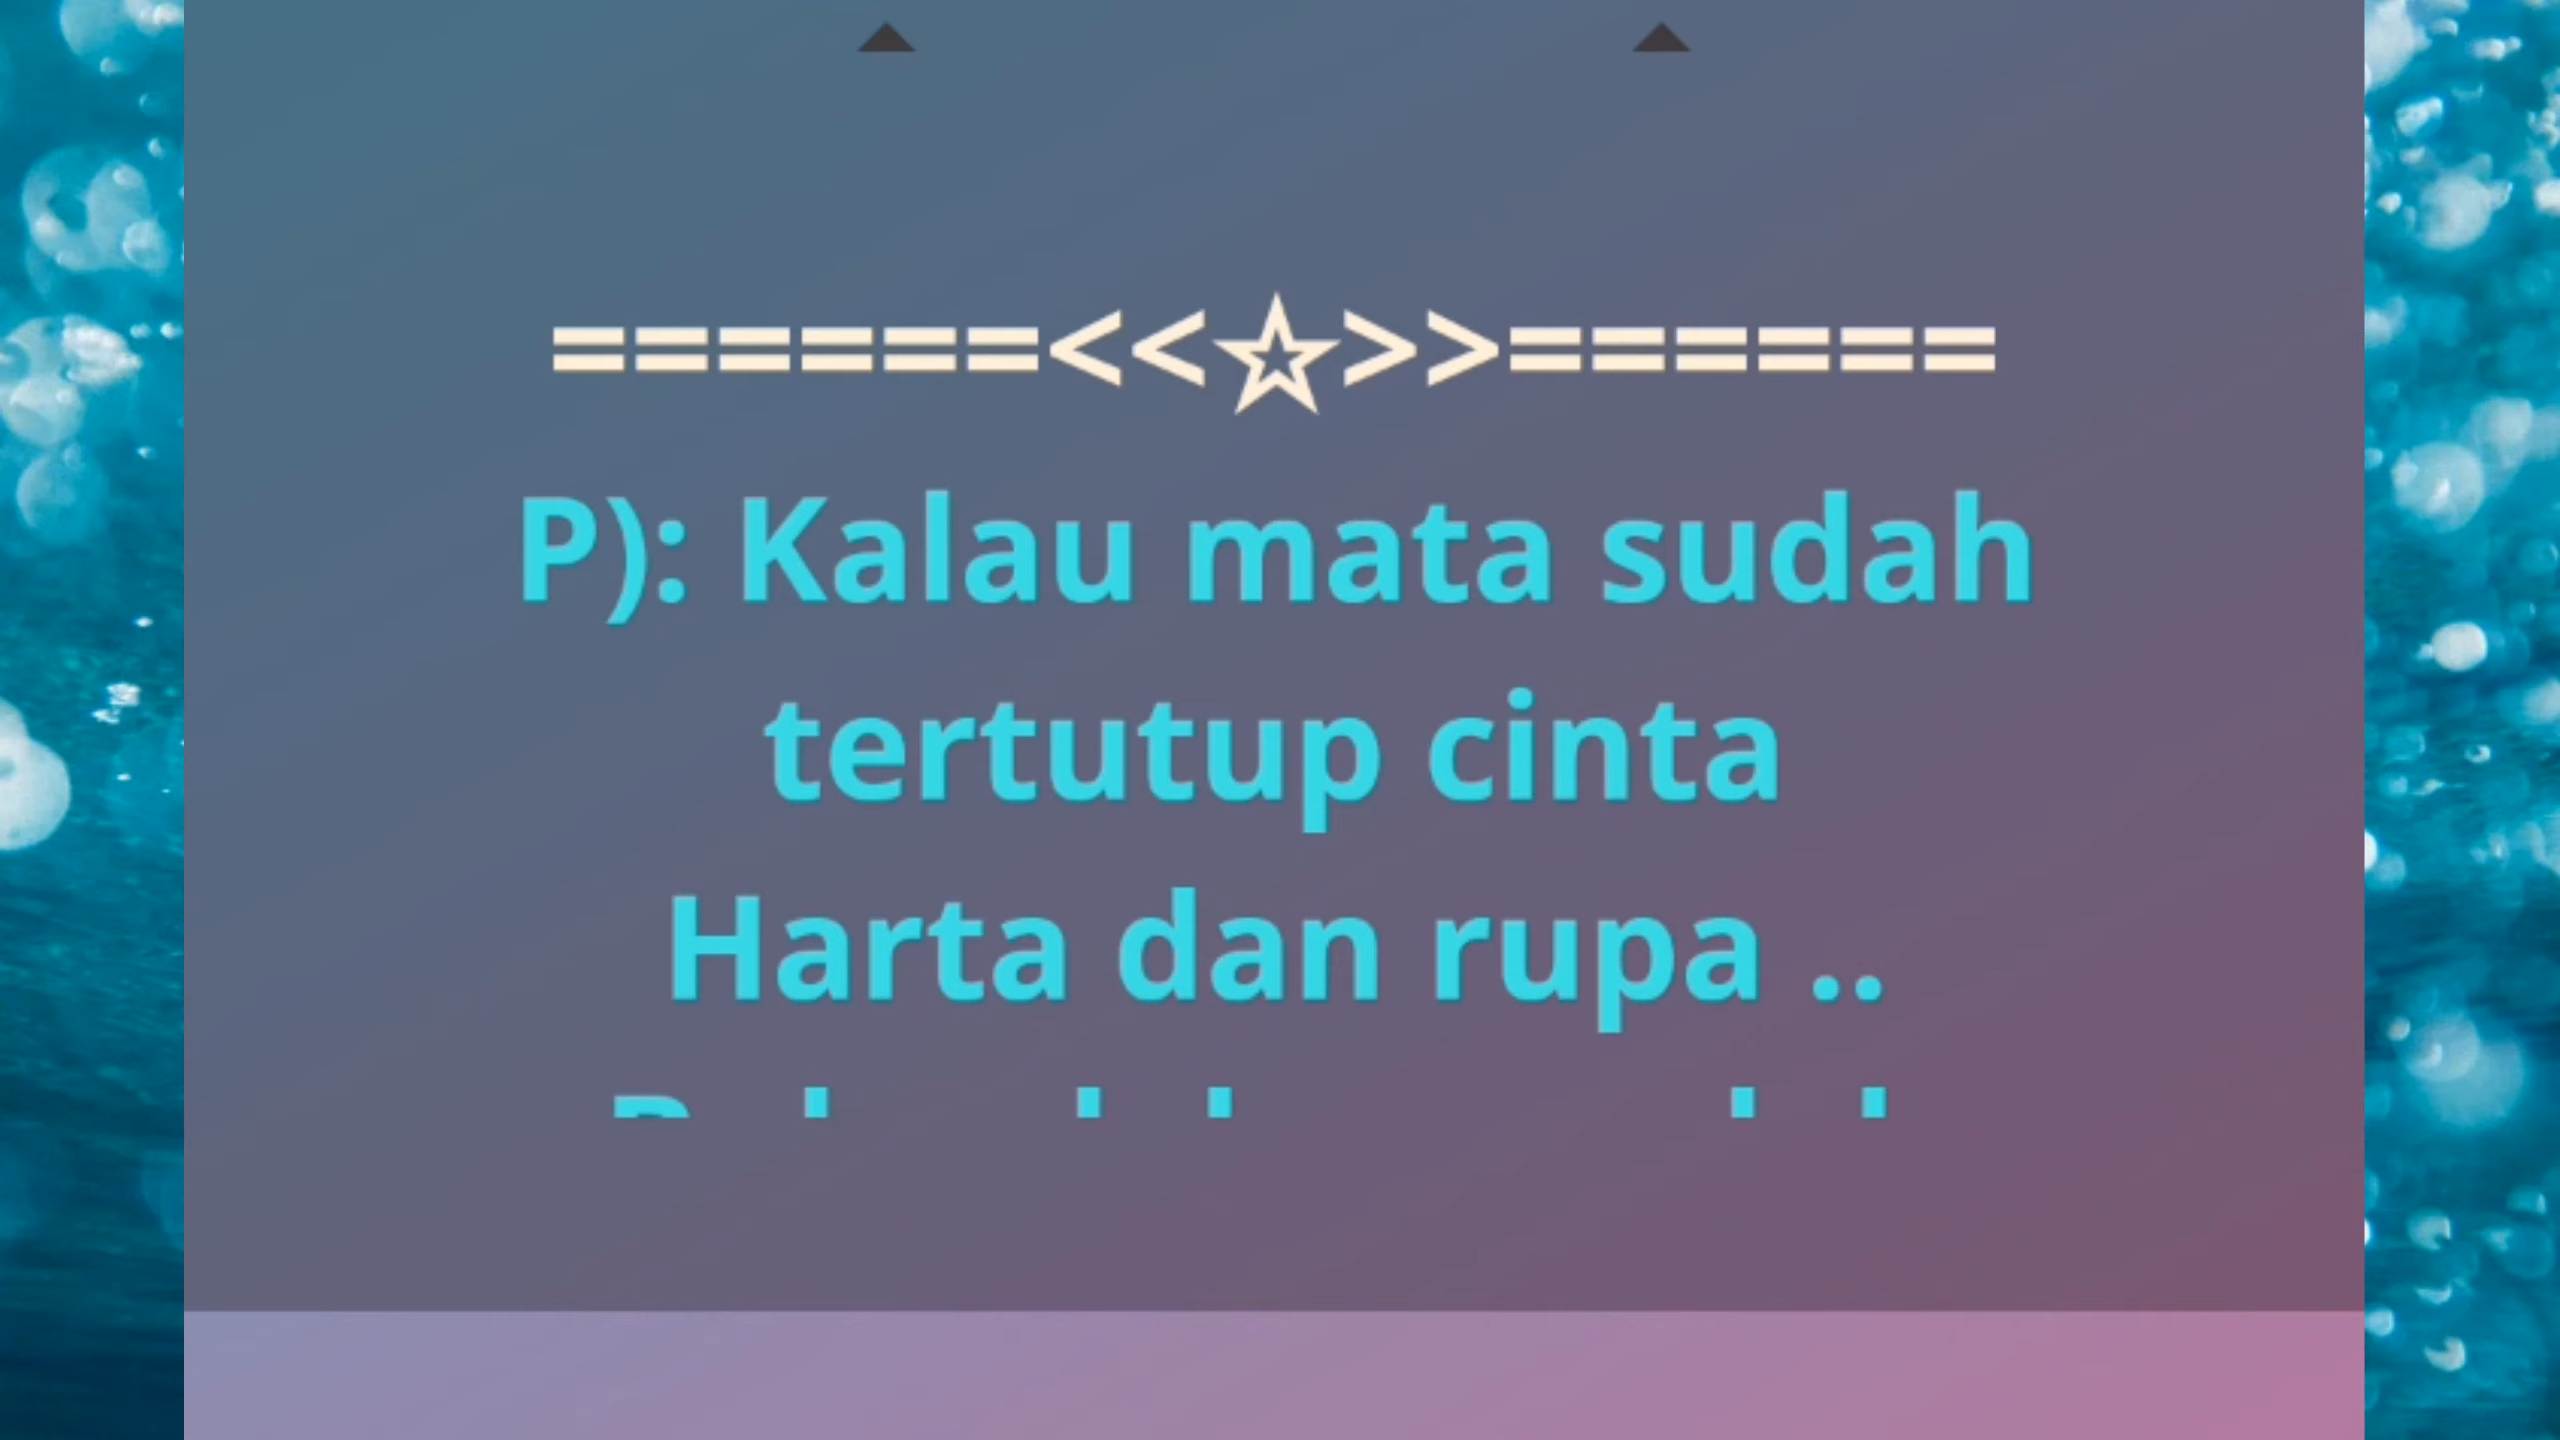 ======<<☆>>======
P): Kalau mata sudah
tertutup cinta
Harta dan rupa ..